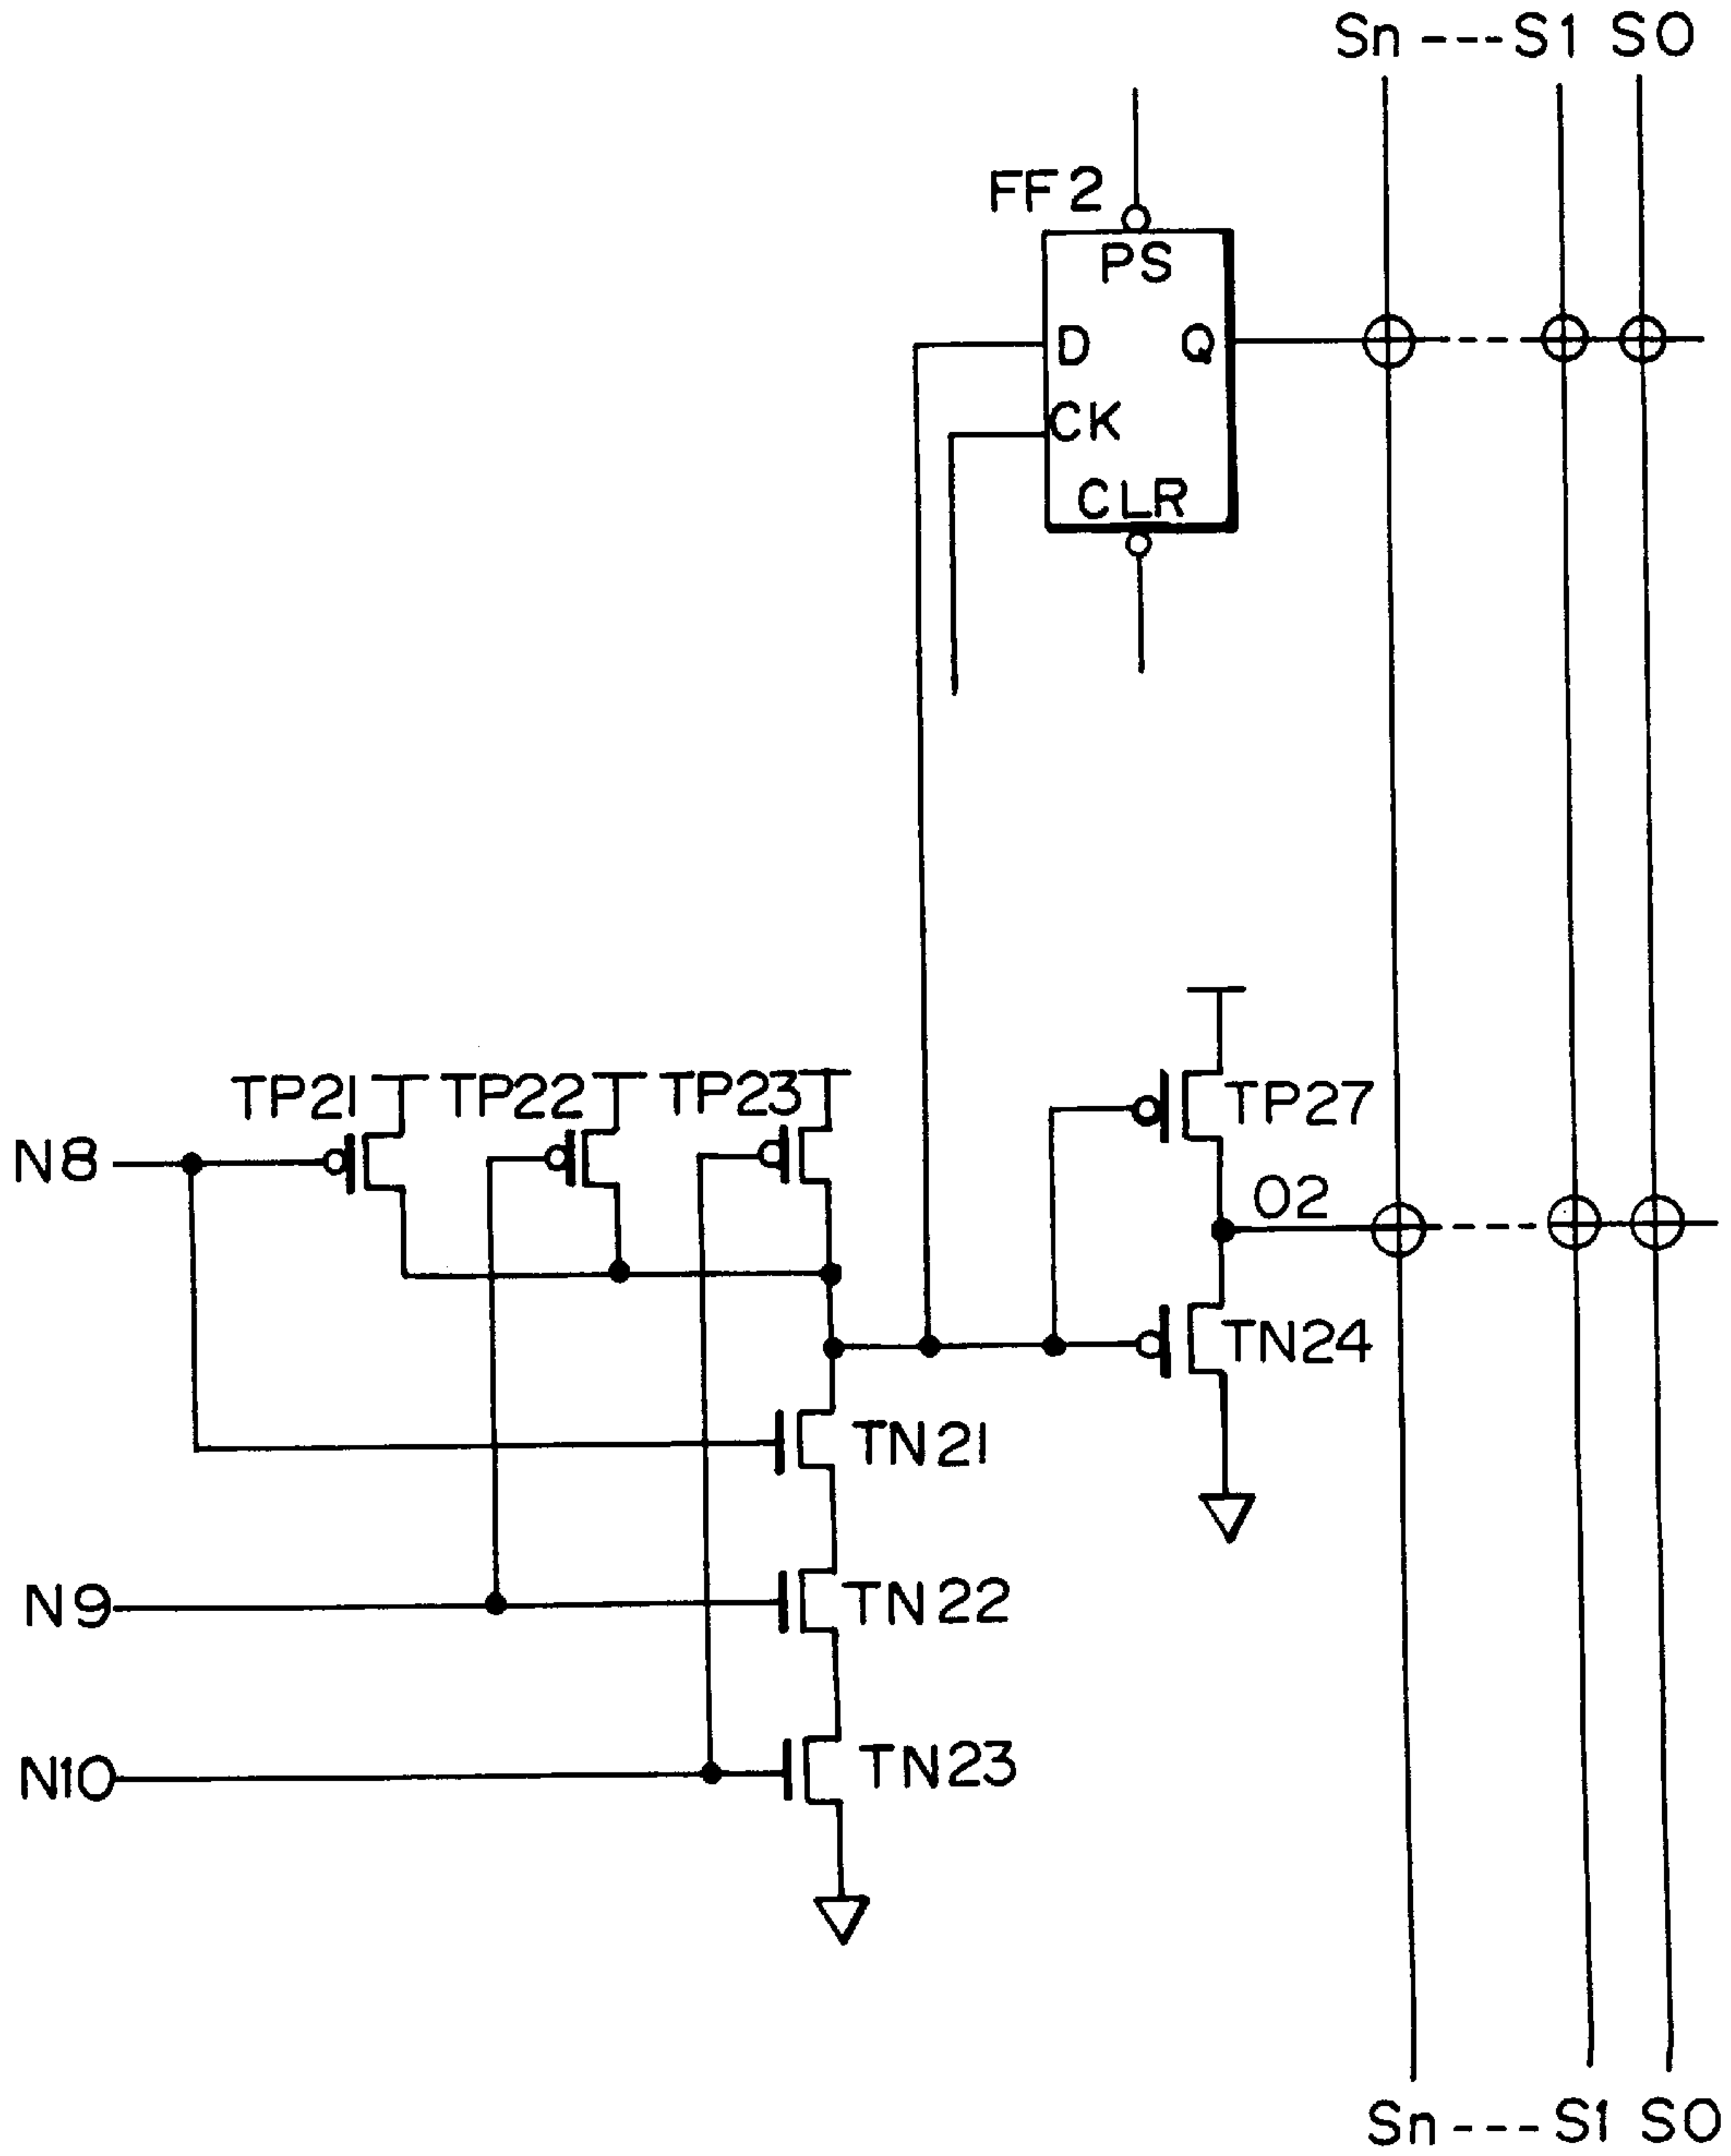 Sn ---S1 S0
FF2
PS
D Q
CK
CLR
TP21 TP22 TP23
TP27
N8
O2
TN24
TN21
N9
TN22
N10
TN23
Sn ---S1 S0